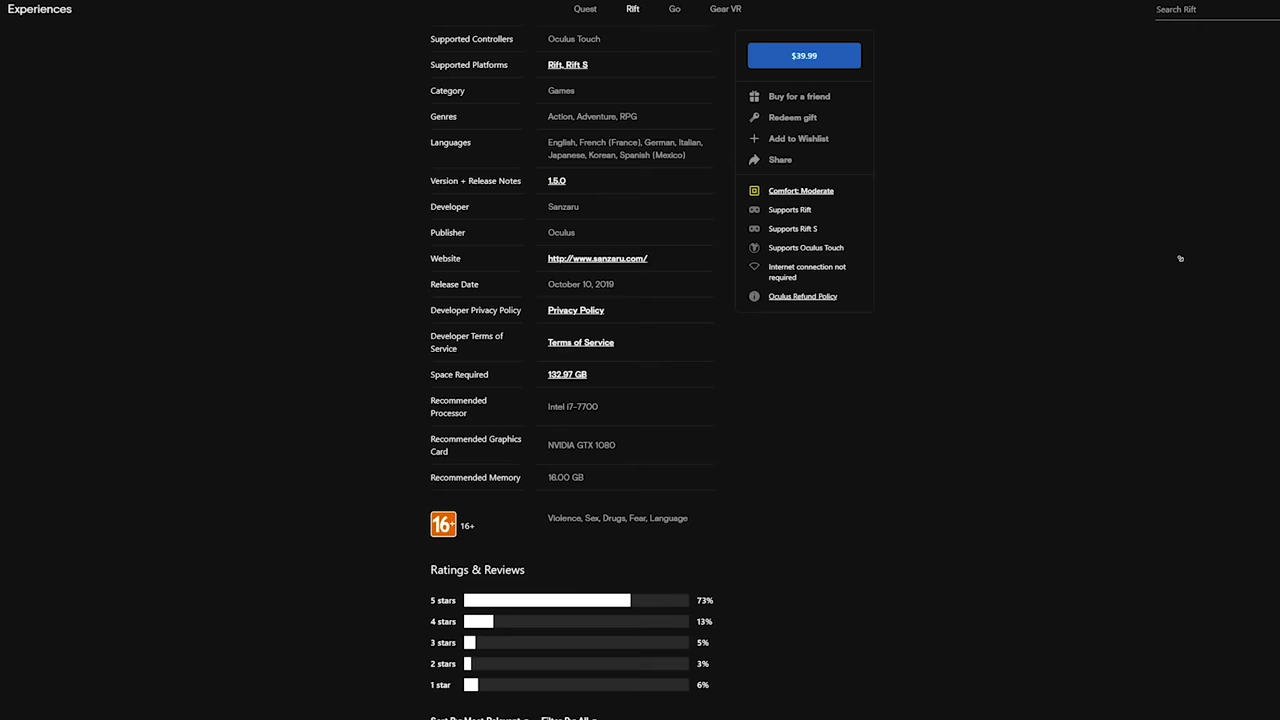 Experiences
Quest
Rift
Go
Gear VR
Search Rift
Supported Controllers
Oculus Touch
Supported Platforms
Rift, Rift S
Category
Games
Genres
Action, Adventure, RPG
Languages
English, French (France), German, Italian,
Japanese, Korean, Spanish (Mexico)
Version + Release Notes
1.5.0
Developer
Sanzaru
Publisher
Oculus
Website
http://www.sanzaru.com/
Release Date
October 10, 2019
Developer Privacy Policy
Privacy Policy
Developer Terms of
Service
Terms of Service
Space Required
132.97 GB
Recommended
Processor
Intel i7-7700
Recommended Graphics
Card
NVIDIA GTX 1080
Recommended Memory
16.00 GB
16+
16+
Violence, Sex, Drugs, Fear, Language
$39.99
Buy for a friend
Redeem gift
Add to Wishlist
Share
Comfort: Moderate
Supports Rift
Supports Rift S
Supports Oculus Touch
Internet connection not
required
Oculus Refund Policy
Ratings & Reviews
5 stars
73%
4 stars
13%
3 stars
5%
2 stars
3%
1 star
6%
Sort By: Most Relevant
Filter By: All